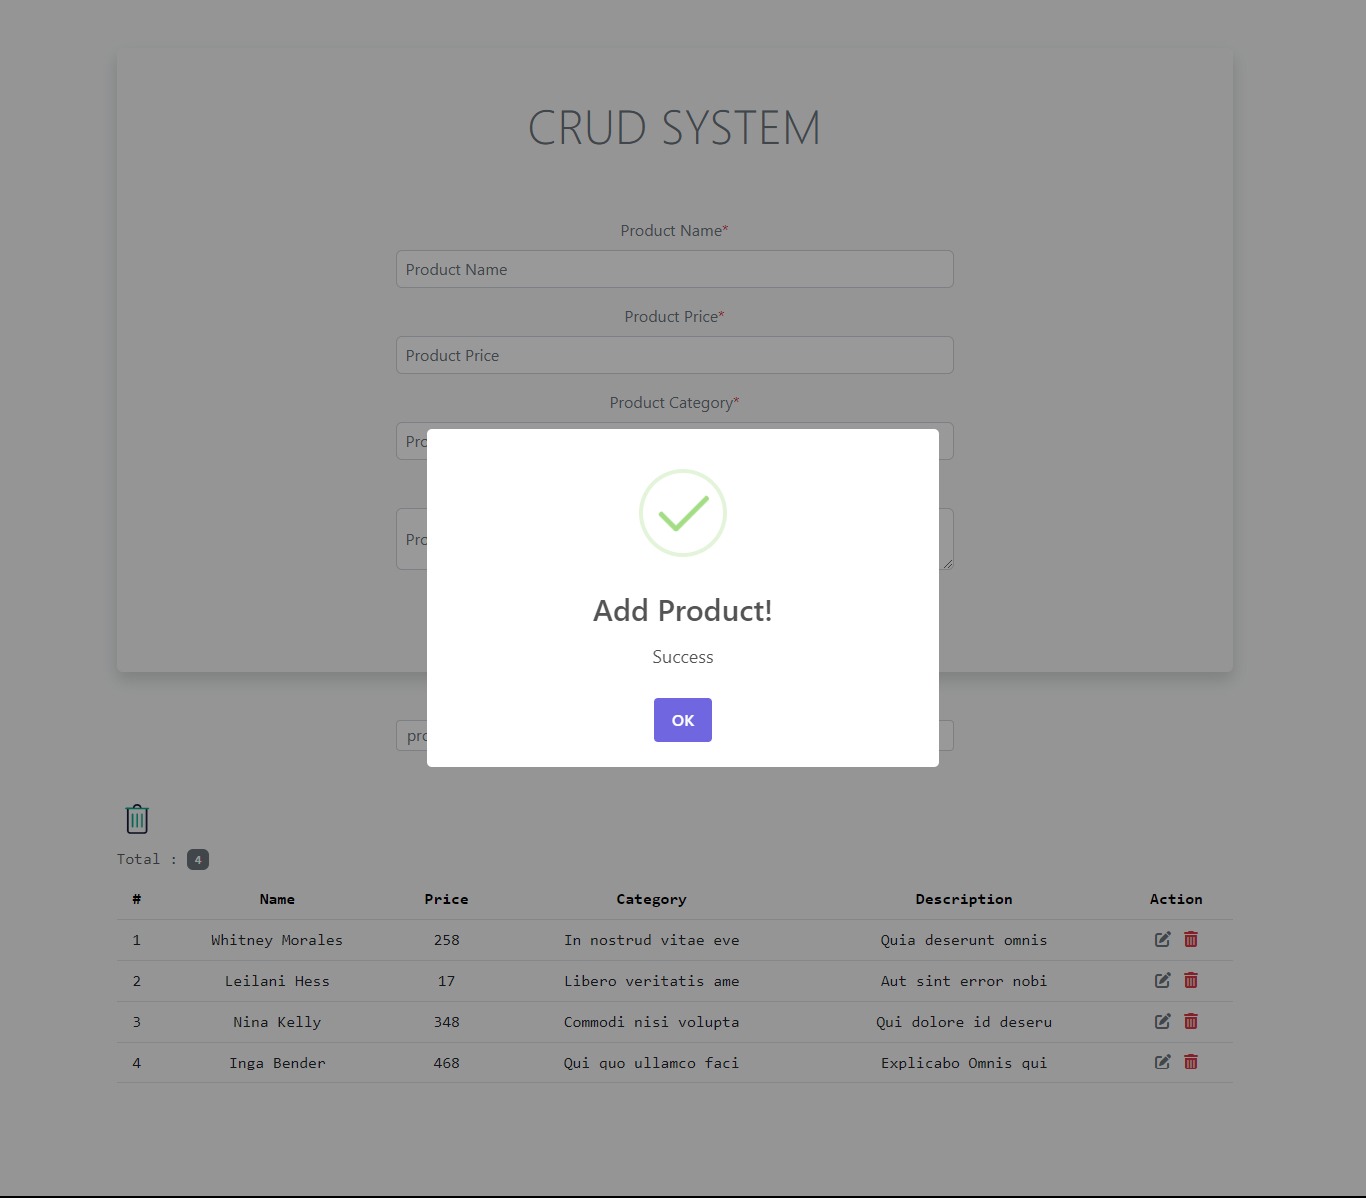 CRUD SYSTEM
Product Name*
Product Name
Product Price*
Product Price
Product Category*
Add Product!
Success
OK
Total : 4
# Name Price Category Description Action
1 Whitney Morales 258 In nostrud vitae eve Quia deserunt omnis
2 Leilani Hess 17 Libero veritatis ame Aut sint error nobi
3 Nina Kelly 348 Commodi nisi volupta Qui dolore id deseru
4 Inga Bender 468 Qui quo ullamco faci Explicabo Omnis qui